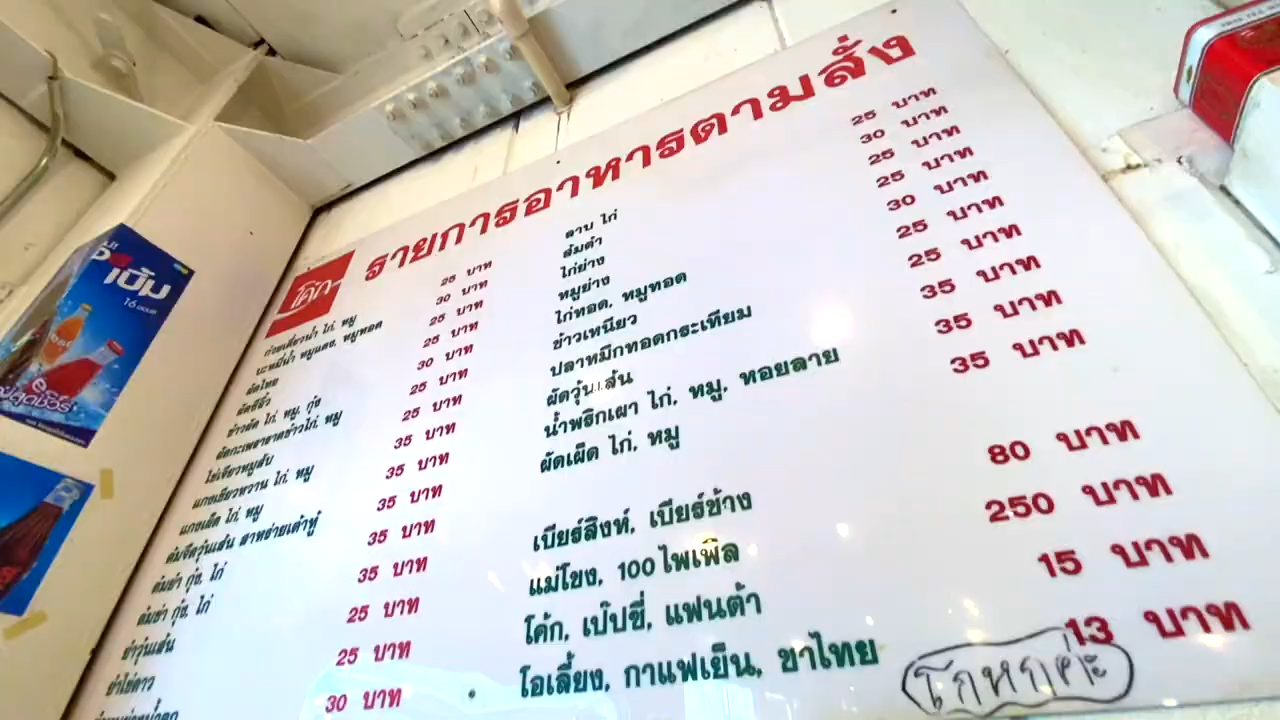 รายการอาหารตามสั่ง
โค้ก
ก๋วยเตี๋ยวน้ำ ไก่, หมู 25 บาท
บะหมี่น้ำ หมูแดง, หมูทอด 30 บาท
ผัดไทย 25 บาท
ผัดซีอิ๊ว 25 บาท
ข้าวผัด ไก่, หมู, กุ้ง 30 บาท
ผัดกะเพราราดข้าวไก่, หมู 25 บาท
ไข่เจียวหมูสับ 25 บาท
แกงเขียวหวาน ไก่, หมู 35 บาท
แกงเผ็ด ไก่, หมู 35 บาท
ต้มจืดวุ้นเส้น สาหร่ายเต้าหู้ 35 บาท
ต้มยำ กุ้ง, ไก่ 35 บาท
ต้มข่า กุ้ง, ไก่ 35 บาท
ยำวุ้นเส้น 25 บาท
ยำไข่ดาว 25 บาท
30 บาท
ลาบ ไก่ 25 บาท
ส้มตำ 30 บาท
ไก่ย่าง 25 บาท
หมูย่าง 25 บาท
ไก่ทอด, หมูทอด 30 บาท
ข้าวเหนียว 25 บาท
ปลาหมึกทอดกระเทียม 25 บาท
ผัดวุ้นเส้น 35 บาท
น้ำพริกเผา ไก่, หมู, หอยลาย 35 บาท
ผัดเผ็ด ไก่, หมู 35 บาท
เบียร์สิงห์, เบียร์ช้าง 80 บาท
แม่โขง, 100 ไพเพิล 250 บาท
โค้ก, เป๊ปซี่, แฟนต้า 15 บาท
โอเลี้ยง, กาแฟเย็น, ชาไทย 13 บาท
โกหกค่ะ
เบิ้ม
16 ออนซ์